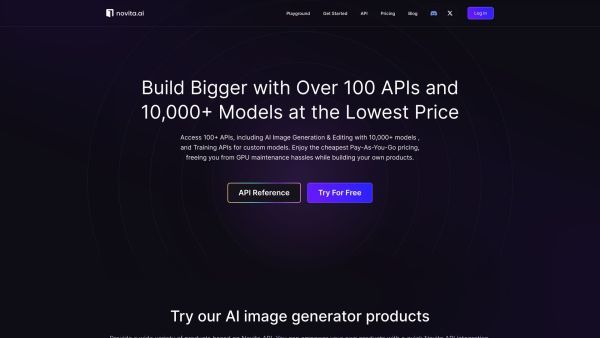 novita.ai
Playground Get Started API Pricing Blog Log In
Build Bigger with Over 100 APIs and
10,000+ Models at the Lowest Price
Access 100+ APIs, including AI Image Generation & Editing with 10,000+ models ,
and Training APIs for custom models. Enjoy the cheapest Pay-As-You-Go pricing,
freeing you from GPU maintenance hassles while building your own products.
API Reference Try For Free
Try our AI image generator products